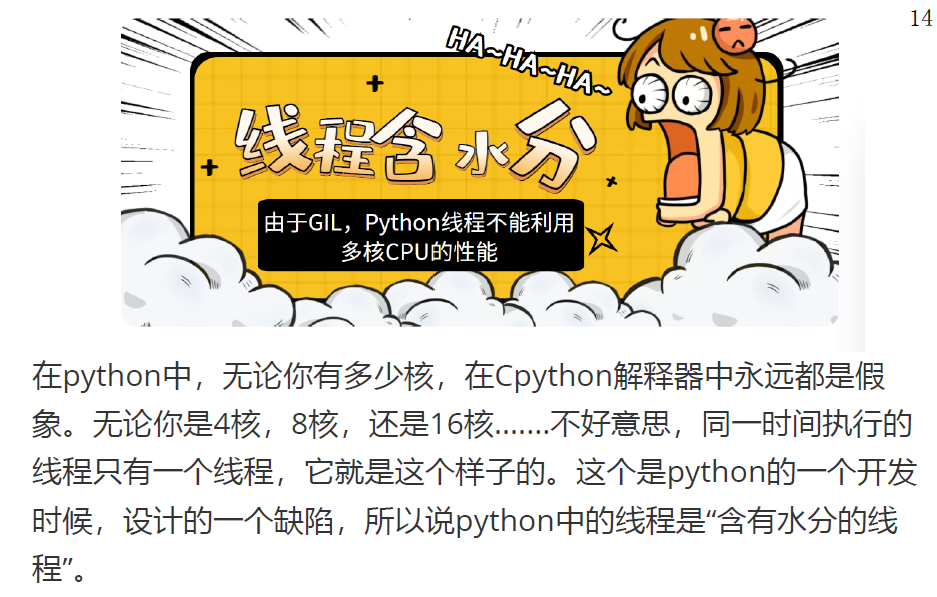 14
HA~HA~HA~
线程含水分
由于GIL，Python线程不能利用
多核CPU的性能
在python中，无论你有多少核，在Cpython解释器中永远都是假
象。无论你是4核，8核，还是16核.......不好意思，同一时间执行的
线程只有一个线程，它就是这个样子的。这个是python的一个开发
时候，设计的一个缺陷，所以说python中的线程是“含有水分的线
程”。